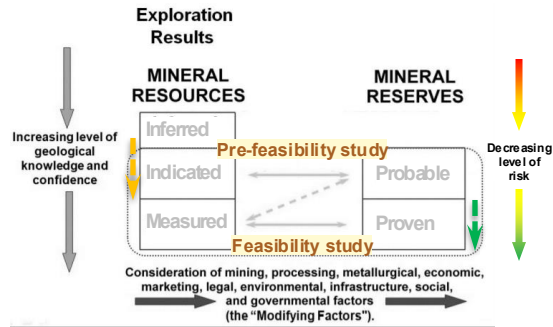 Exploration
Results
MINERAL
RESOURCES
MINERAL
RESERVES
Increasing level of
geological
knowledge and
confidence
Inferred
Pre-feasibility study
Indicated
Probable
Measured
Proven
Feasibility study
Decreasing
level of
risk
Consideration of mining, processing, metallurgical, economic,
marketing, legal, environmental, infrastructure, social,
and governmental factors
(the “Modifying Factors”).